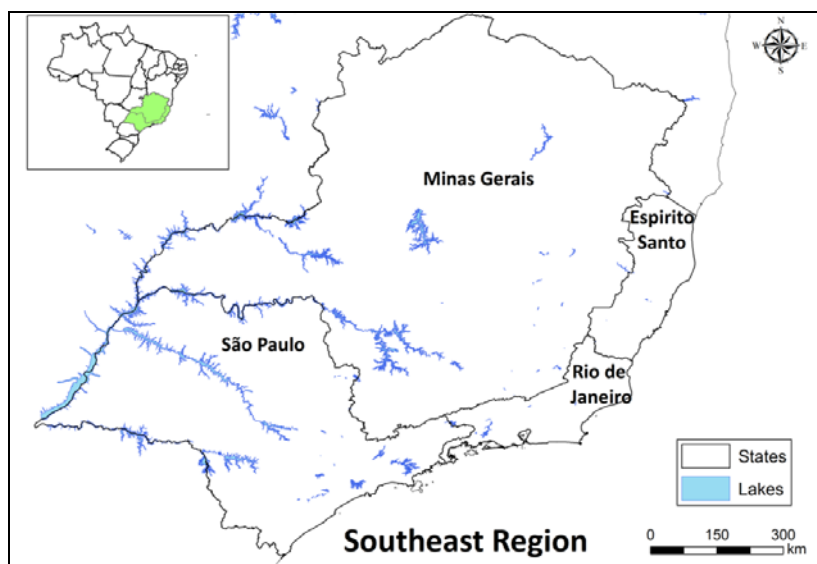 N
W
E
S
Minas Gerais
Espirito
Santo
São Paulo
Rio de
Janeiro
States
Lakes
Southeast Region
0
150
300
km